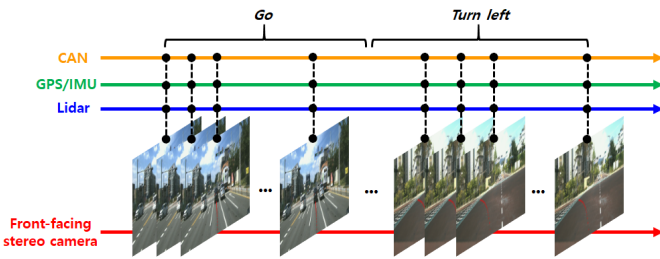 Go
Turn left
CAN
GPS/IMU
Lidar
...
...
...
Front-facing
stereo camera